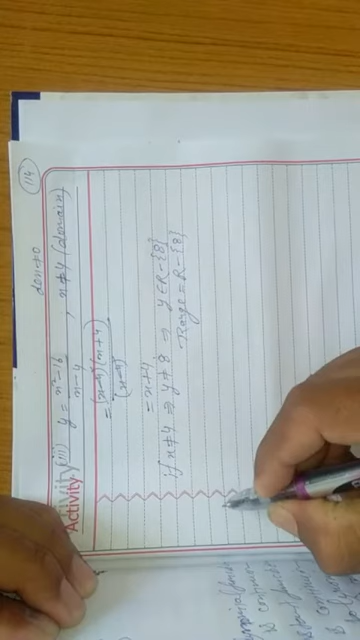 114
den≠0
Activity (iii) y = x²-16 / x-4 , x≠4 (domain)
= (x-4)(x+4) / (x-4)
= x+4
if x≠4 ⇒ y≠8 ⇒ y∈R-{8}
Range = R-{8}